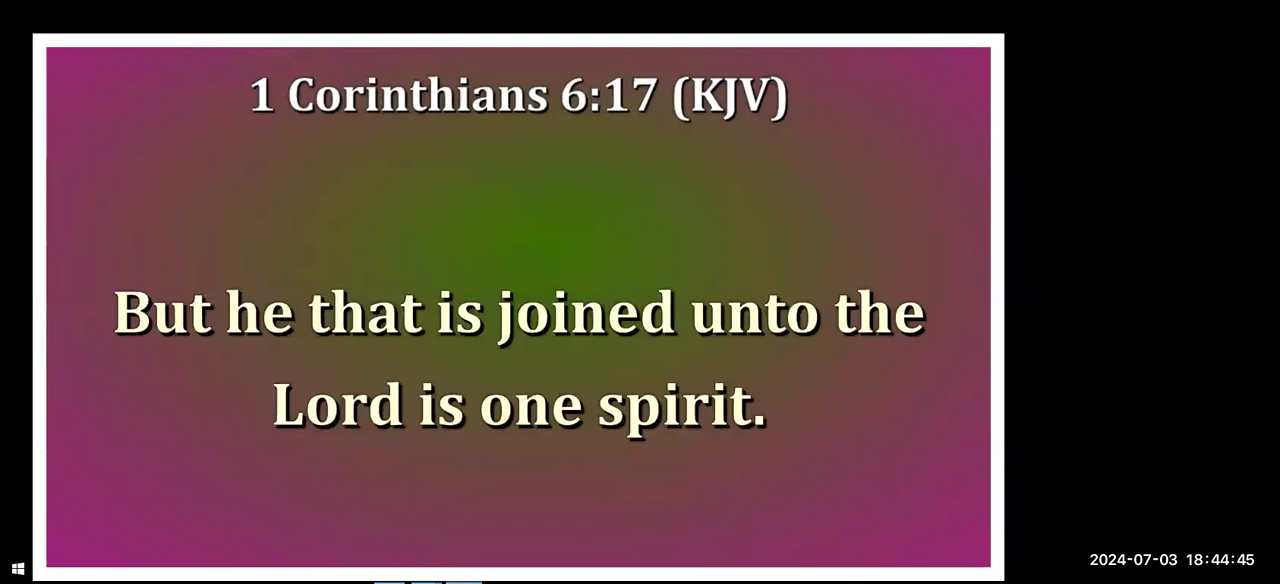 1 Corinthians 6:17 (KJV)
But he that is joined unto the
Lord is one spirit.
2024-07-03 18:44:45